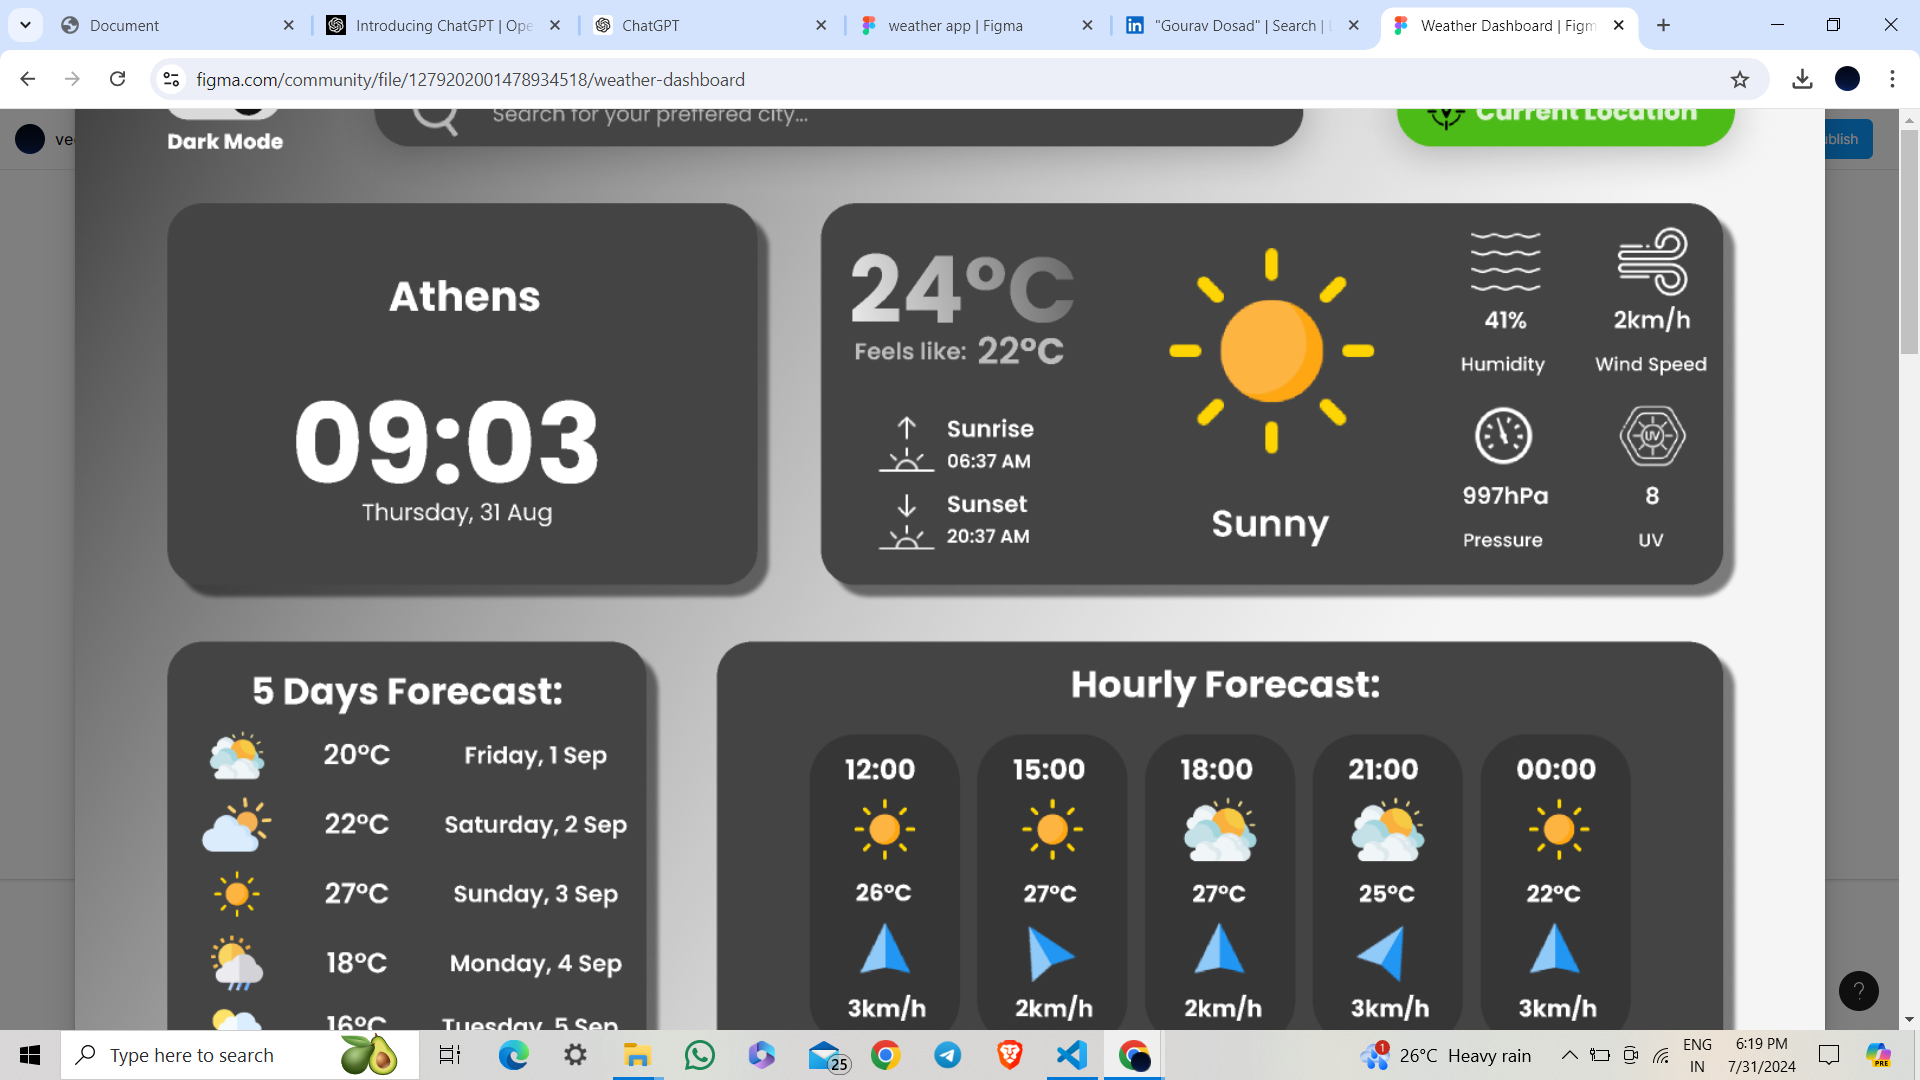 Document
Introducing ChatGPT | Ope
ChatGPT
weather app | Figma
"Gourav Dosad" | Search |
Weather Dashboard | Figm
figma.com/community/file/1279202001478934518/weather-dashboard
Search for your preffered city...
Current Location
Dark Mode
Athens
09:03
Thursday, 31 Aug
24°C
Feels like: 22°C
Sunrise
06:37 AM
Sunset
20:37 AM
Sunny
41%
Humidity
2km/h
Wind Speed
997hPa
Pressure
8
UV
5 Days Forecast:
20°C Friday, 1 Sep
22°C Saturday, 2 Sep
27°C Sunday, 3 Sep
18°C Monday, 4 Sep
16°C Tuesday, 5 Sep
Hourly Forecast:
12:00 15:00 18:00 21:00 00:00
26°C 27°C 27°C 25°C 22°C
3km/h 2km/h 2km/h 3km/h 3km/h
?
Type here to search
25
1
26°C Heavy rain
ENG
IN
6:19 PM
7/31/2024
PRE